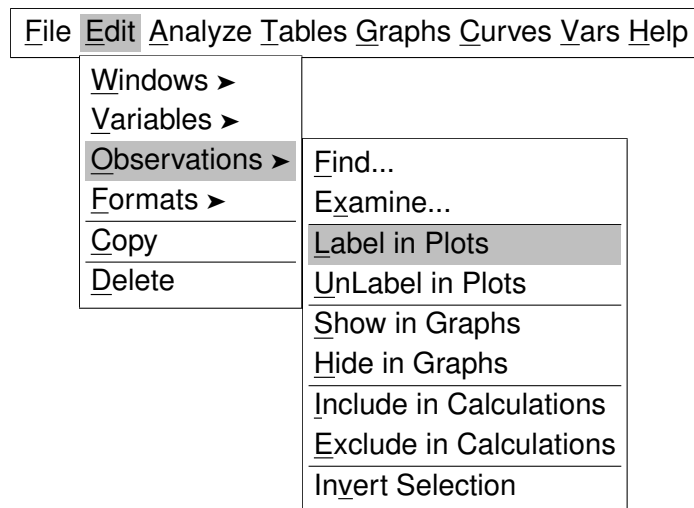 File Edit Analyze Tables Graphs Curves Vars Help
Windows ➤
Variables ➤
Observations ➤
Formats ➤
Copy
Delete
Find...
Examine...
Label in Plots
UnLabel in Plots
Show in Graphs
Hide in Graphs
Include in Calculations
Exclude in Calculations
Invert Selection